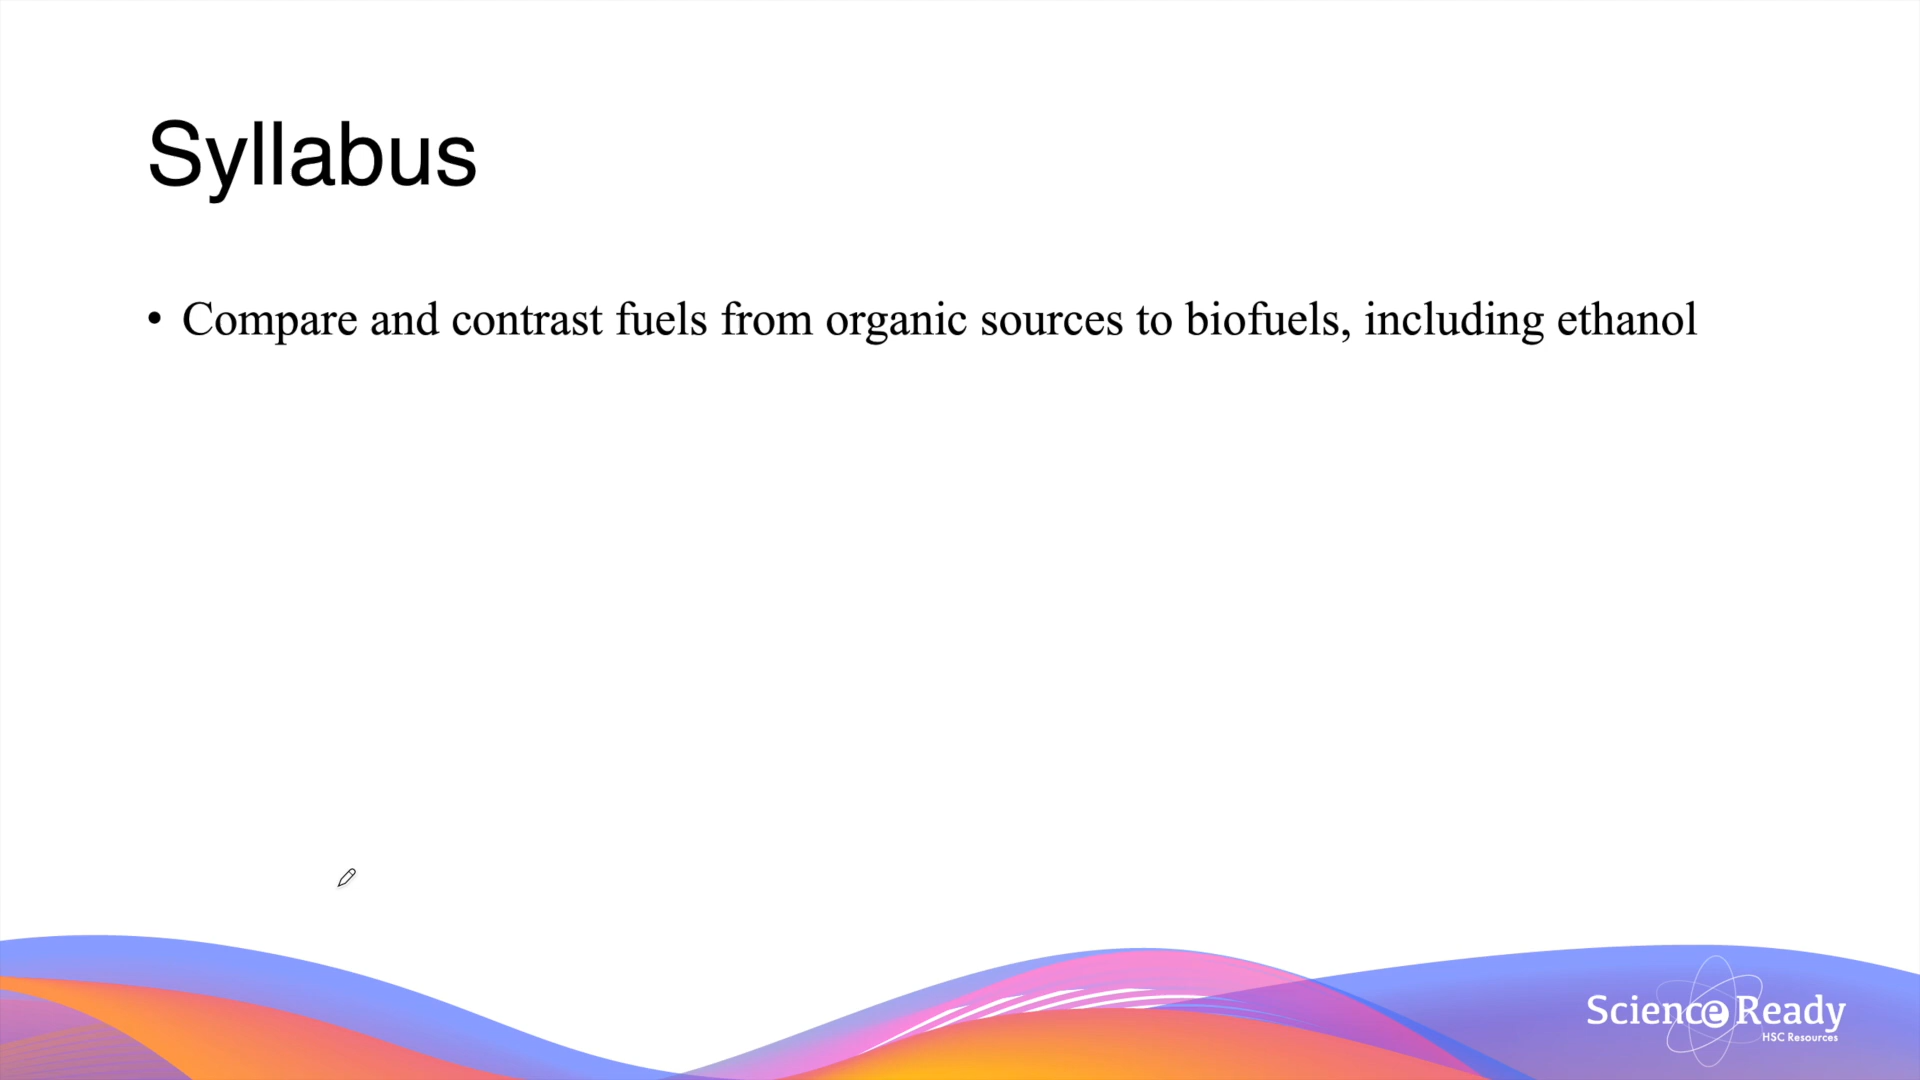 Syllabus
• Compare and contrast fuels from organic sources to biofuels, including ethanol
Science Ready
HSC Resources